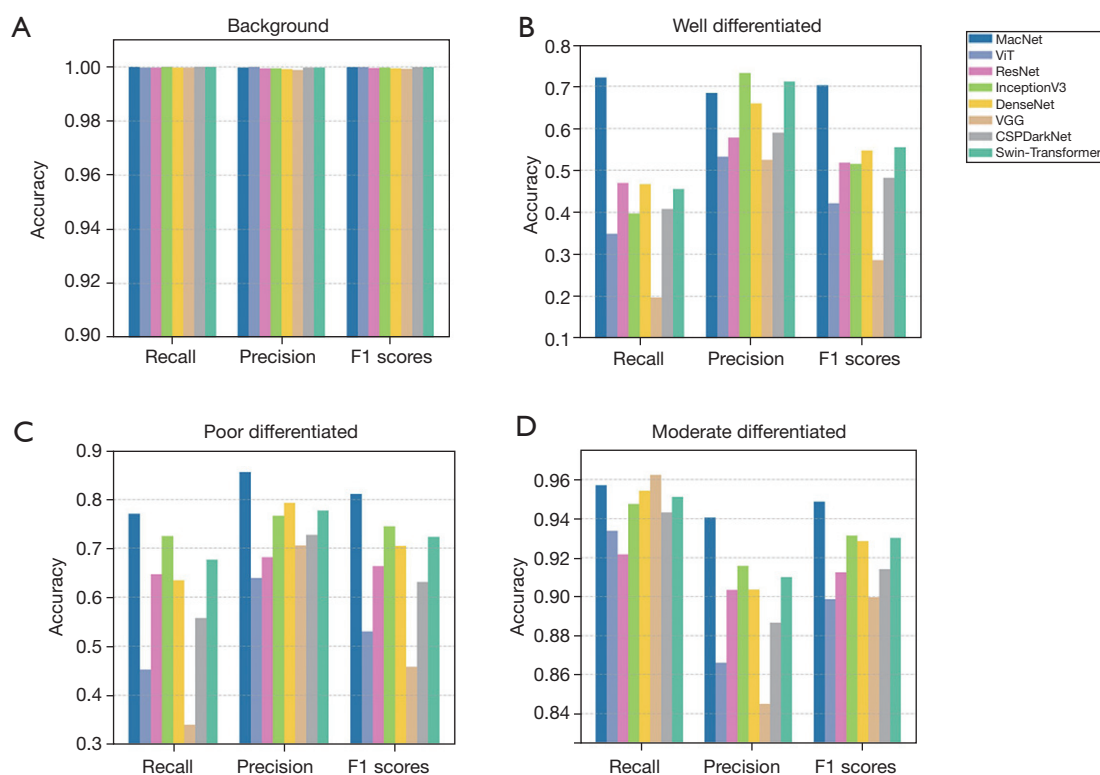 A
Background
Accuracy
1.00
0.98
0.96
0.94
0.92
0.90
Recall
Precision
F1 scores
B
Well differentiated
Accuracy
0.8
0.7
0.6
0.5
0.4
0.3
0.2
0.1
Recall
Precision
F1 scores
MacNet
ViT
ResNet
InceptionV3
DenseNet
VGG
CSPDarkNet
Swin-Transformer
C
Poor differentiated
Accuracy
0.9
0.8
0.7
0.6
0.5
0.4
0.3
Recall
Precision
F1 scores
D
Moderate differentiated
Accuracy
0.96
0.94
0.92
0.90
0.88
0.86
0.84
Recall
Precision
F1 scores